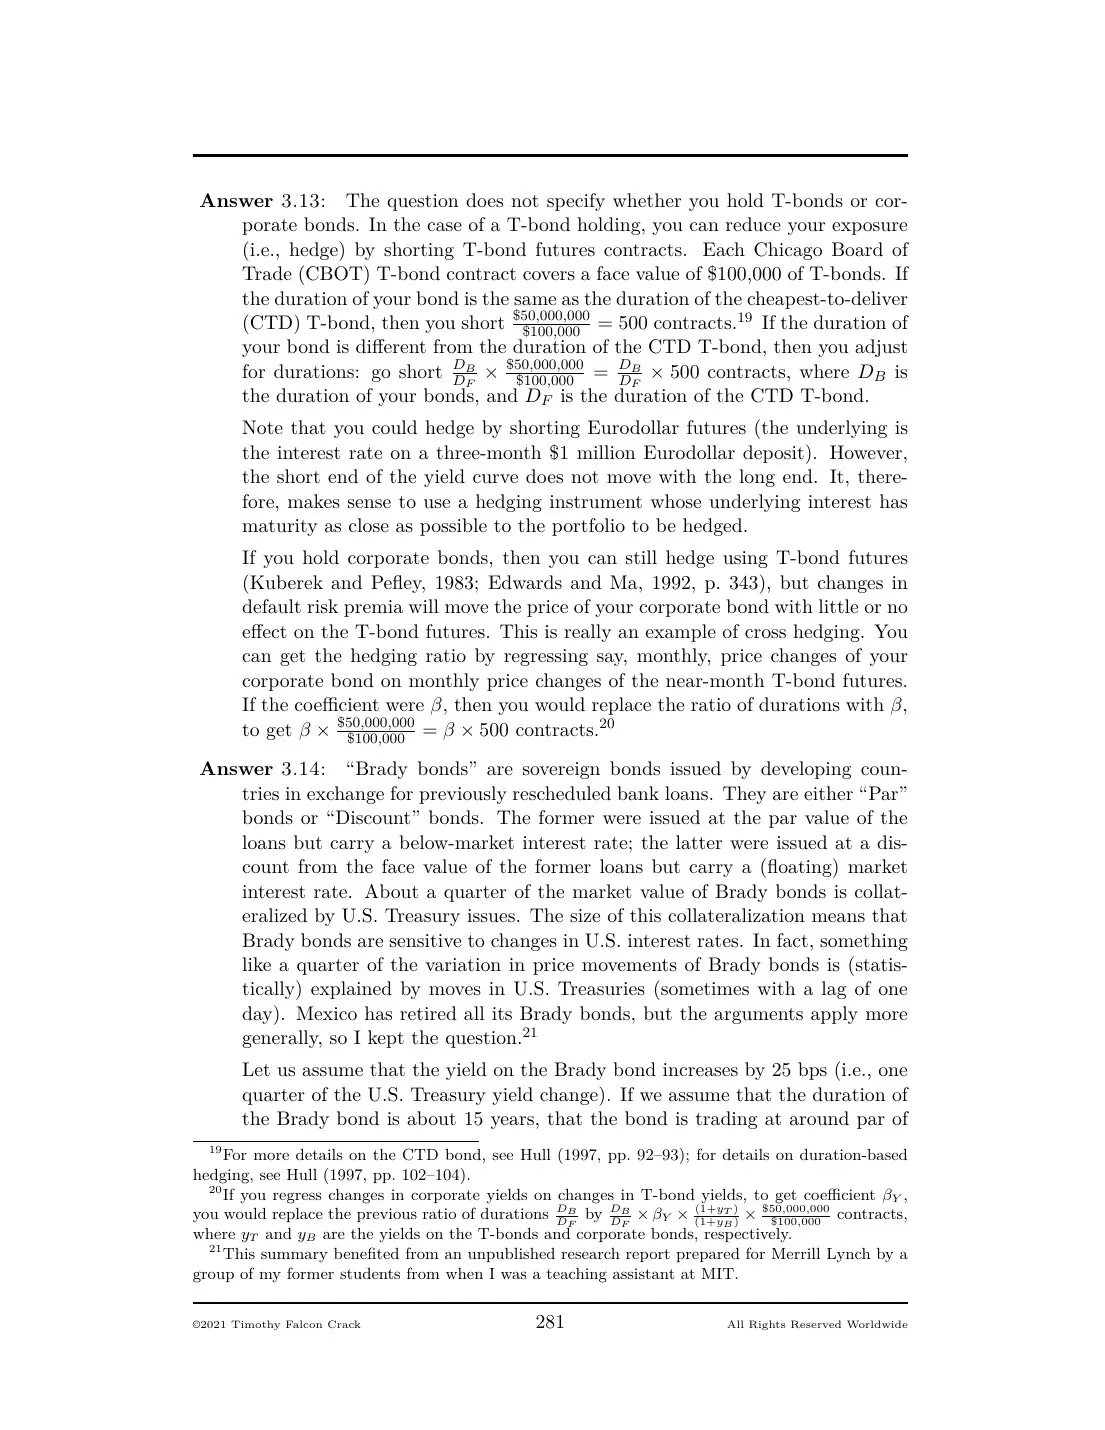 Answer 3.13: The question does not specify whether you hold T-bonds or cor-
porate bonds. In the case of a T-bond holding, you can reduce your exposure
(i.e., hedge) by shorting T-bond futures contracts. Each Chicago Board of
Trade (CBOT) T-bond contract covers a face value of $100,000 of T-bonds. If
the duration of your bond is the same as the duration of the cheapest-to-deliver
(CTD) T-bond, then you short $50,000,000/$100,000 = 500 contracts.19 If the duration of
your bond is different from the duration of the CTD T-bond, then you adjust
for durations: go short D_B/D_F × $50,000,000/$100,000 = D_B/D_F × 500 contracts, where D_B is
the duration of your bonds, and D_F is the duration of the CTD T-bond.
Note that you could hedge by shorting Eurodollar futures (the underlying is
the interest rate on a three-month $1 million Eurodollar deposit). However,
the short end of the yield curve does not move with the long end. It, there-
fore, makes sense to use a hedging instrument whose underlying interest has
maturity as close as possible to the portfolio to be hedged.
If you hold corporate bonds, then you can still hedge using T-bond futures
(Kuberek and Pefley, 1983; Edwards and Ma, 1992, p. 343), but changes in
default risk premia will move the price of your corporate bond with little or no
effect on the T-bond futures. This is really an example of cross hedging. You
can get the hedging ratio by regressing say, monthly, price changes of your
corporate bond on monthly price changes of the near-month T-bond futures.
If the coefficient were β, then you would replace the ratio of durations with β,
to get β × $50,000,000/$100,000 = β × 500 contracts.20
Answer 3.14: “Brady bonds” are sovereign bonds issued by developing coun-
tries in exchange for previously rescheduled bank loans. They are either “Par”
bonds or “Discount” bonds. The former were issued at the par value of the
loans but carry a below-market interest rate; the latter were issued at a dis-
count from the face value of the former loans but carry a (floating) market
interest rate. About a quarter of the market value of Brady bonds is collat-
eralized by U.S. Treasury issues. The size of this collateralization means that
Brady bonds are sensitive to changes in U.S. interest rates. In fact, something
like a quarter of the variation in price movements of Brady bonds is (statis-
tically) explained by moves in U.S. Treasuries (sometimes with a lag of one
day). Mexico has retired all its Brady bonds, but the arguments apply more
generally, so I kept the question.21
Let us assume that the yield on the Brady bond increases by 25 bps (i.e., one
quarter of the U.S. Treasury yield change). If we assume that the duration of
the Brady bond is about 15 years, that the bond is trading at around par of
19For more details on the CTD bond, see Hull (1997, pp. 92–93); for details on duration-based
hedging, see Hull (1997, pp. 102–104).
20If you regress changes in corporate yields on changes in T-bond yields, to get coefficient β_Y,
you would replace the previous ratio of durations D_B/D_F by D_B/D_F × β_Y × (1+y_T)/(1+y_B) × $50,000,000/$100,000 contracts,
where y_T and y_B are the yields on the T-bonds and corporate bonds, respectively.
21This summary benefited from an unpublished research report prepared for Merrill Lynch by a
group of my former students from when I was a teaching assistant at MIT.
©2021 Timothy Falcon Crack 281 All Rights Reserved Worldwide